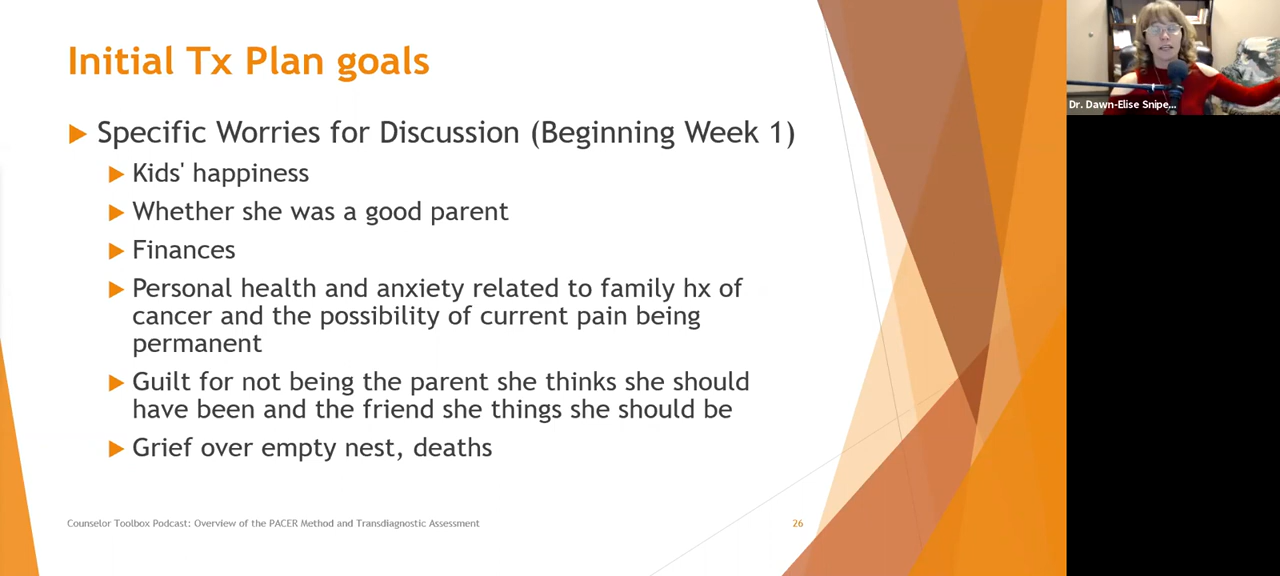 Initial Tx Plan goals
Specific Worries for Discussion (Beginning Week 1)
Kids' happiness
Whether she was a good parent
Finances
Personal health and anxiety related to family hx of
cancer and the possibility of current pain being
permanent
Guilt for not being the parent she thinks she should
have been and the friend she things she should be
Grief over empty nest, deaths
Counselor Toolbox Podcast: Overview of the PACER Method and Transdiagnostic Assessment
26
Dr. Dawn-Elise Snipe...